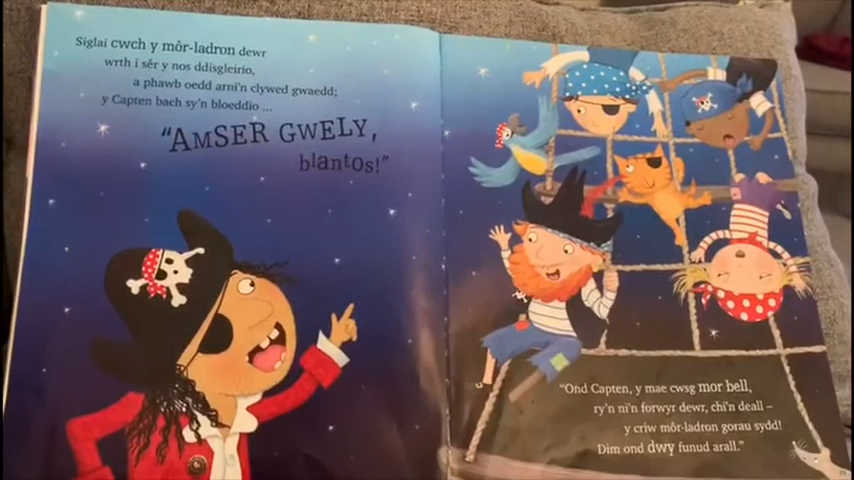 Siglai cwch y môr-ladron dewr
wrth i sêr y nos ddisgleirio,
a phawb oedd arni'n clywed gwaedd;
y Capten bach sy'n bloeddio ...
"AMSER GWELY,
blantos!"
"Ond Capten, y mae cwsg mor bell,
ry'n ni'n forwyr dewr, chi'n deall –
y criw môr-ladron gorau sydd!
Dim ond dwy funud arall."